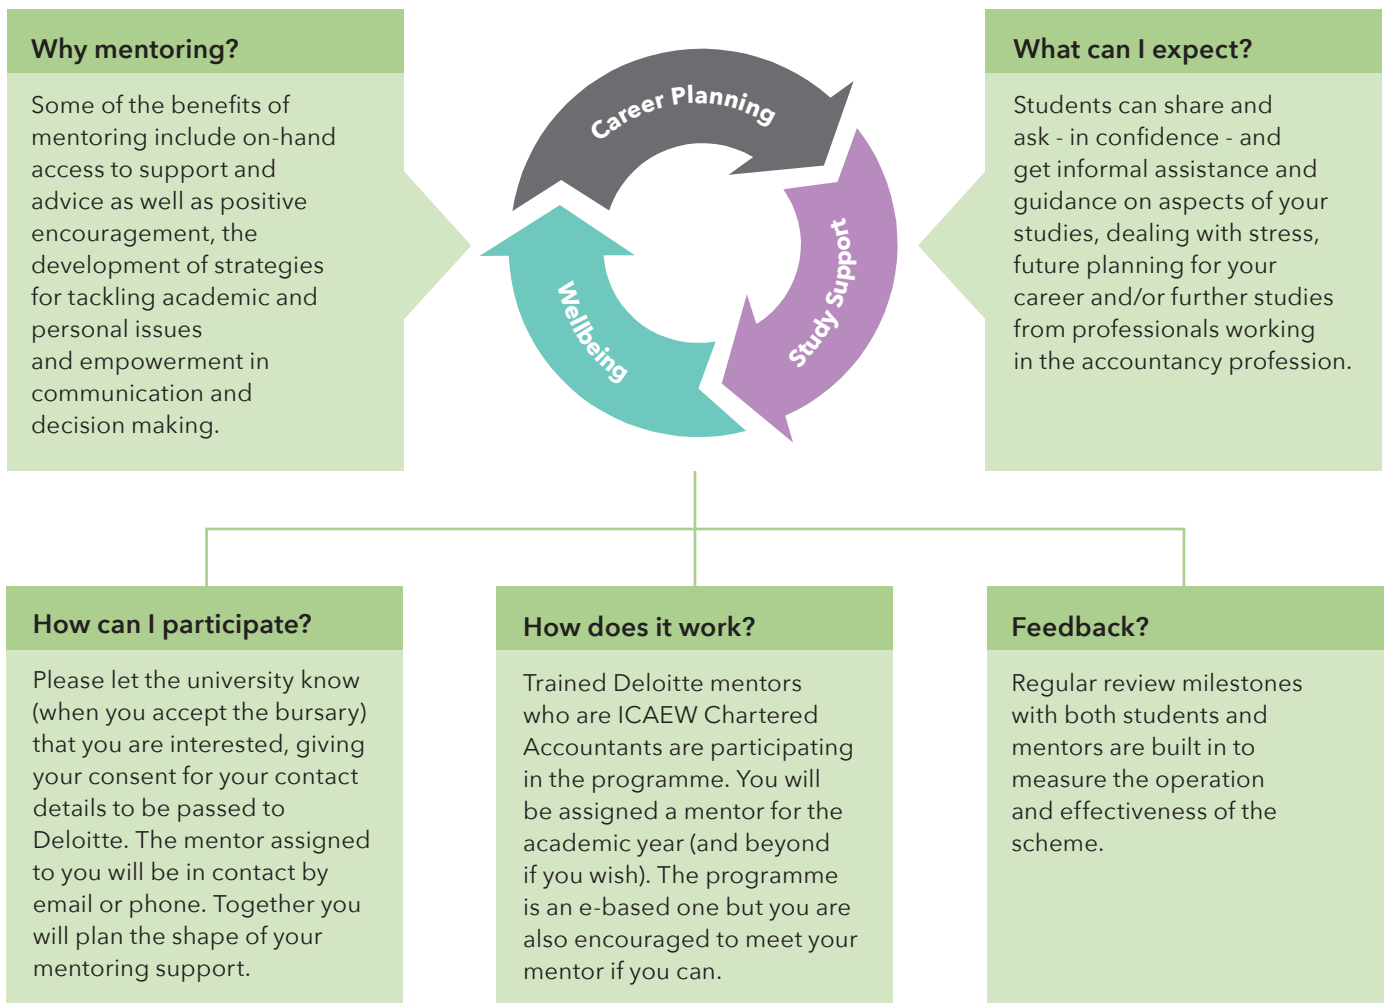 Why mentoring?
Some of the benefits of
mentoring include on-hand
access to support and
advice as well as positive
encouragement, the
development of strategies
for tackling academic and
personal issues
and empowerment in
communication and
decision making.
Career Planning
Study Support
Wellbeing
What can I expect?
Students can share and
ask - in confidence - and
get informal assistance and
guidance on aspects of your
studies, dealing with stress,
future planning for your
career and/or further studies
from professionals working
in the accountancy profession.
How can I participate?
Please let the university know
(when you accept the bursary)
that you are interested, giving
your consent for your contact
details to be passed to
Deloitte. The mentor assigned
to you will be in contact by
email or phone. Together you
will plan the shape of your
mentoring support.
How does it work?
Trained Deloitte mentors
who are ICAEW Chartered
Accountants are participating
in the programme. You will
be assigned a mentor for the
academic year (and beyond
if you wish). The programme
is an e-based one but you are
also encouraged to meet your
mentor if you can.
Feedback?
Regular review milestones
with both students and
mentors are built in to
measure the operation
and effectiveness of the
scheme.